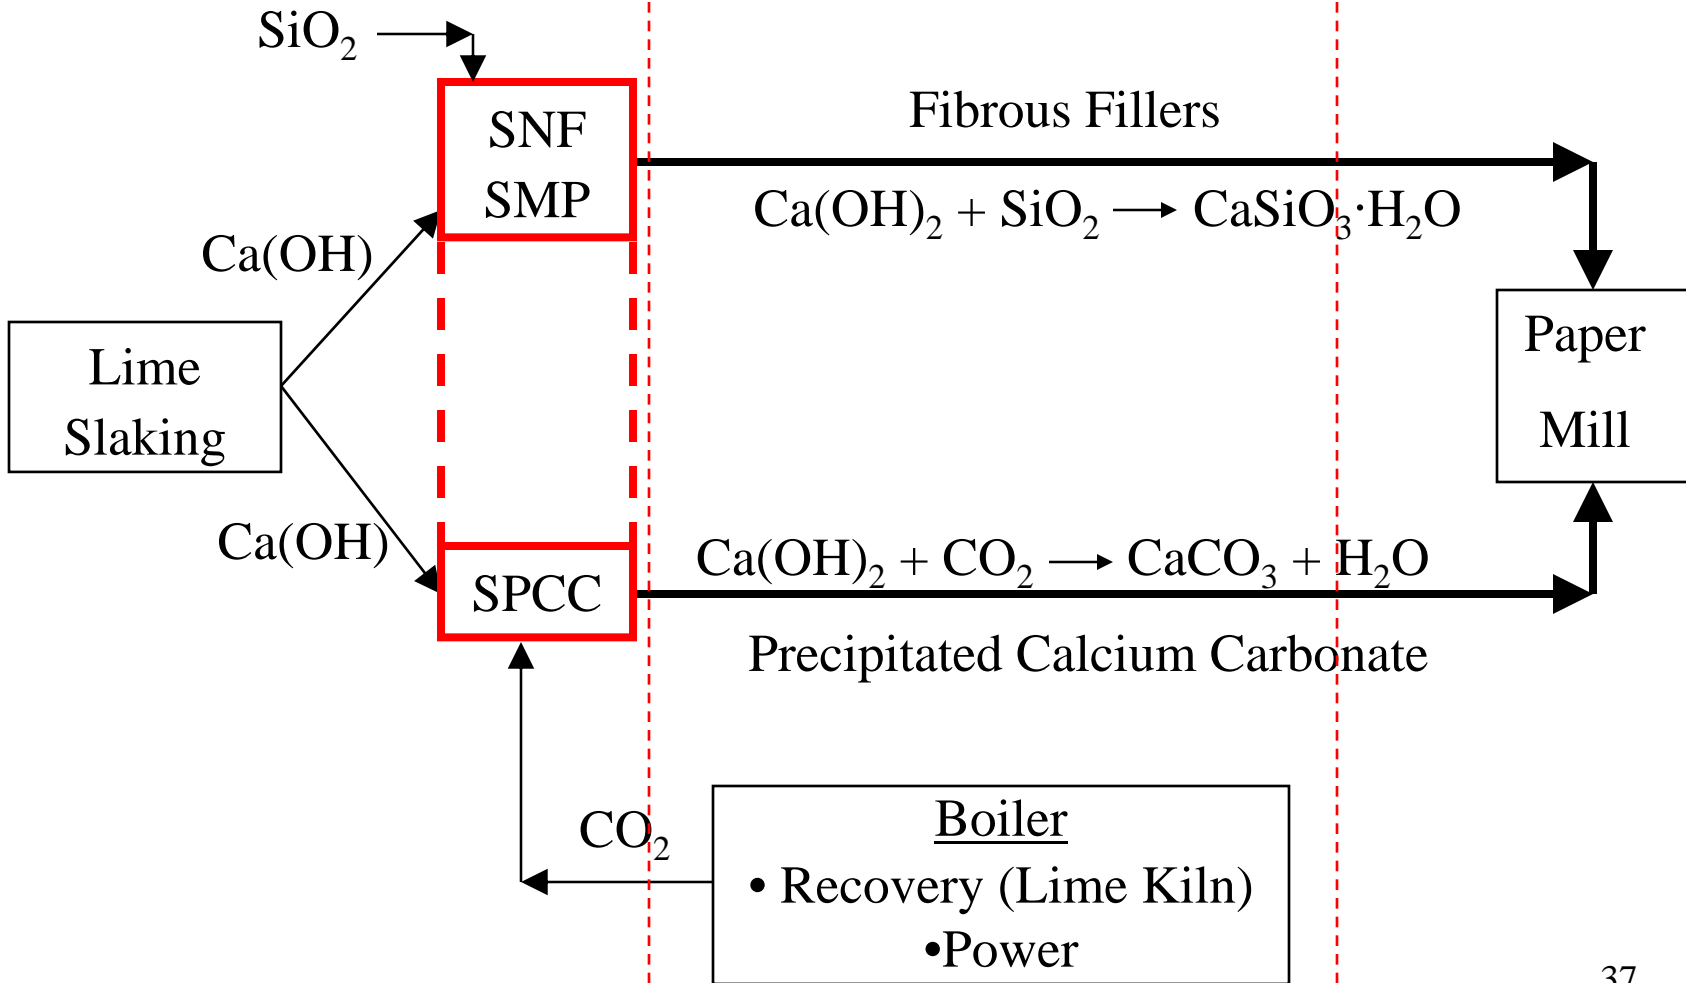 SiO₂
SNF
SMP
Fibrous Fillers
Ca(OH)₂ + SiO₂ → CaSiO₃·H₂O
Ca(OH)
Lime
Slaking
Paper
Mill
Ca(OH)
SPCC
Ca(OH)₂ + CO₂ → CaCO₃ + H₂O
Precipitated Calcium Carbonate
CO₂
Boiler
• Recovery (Lime Kiln)
•Power
37